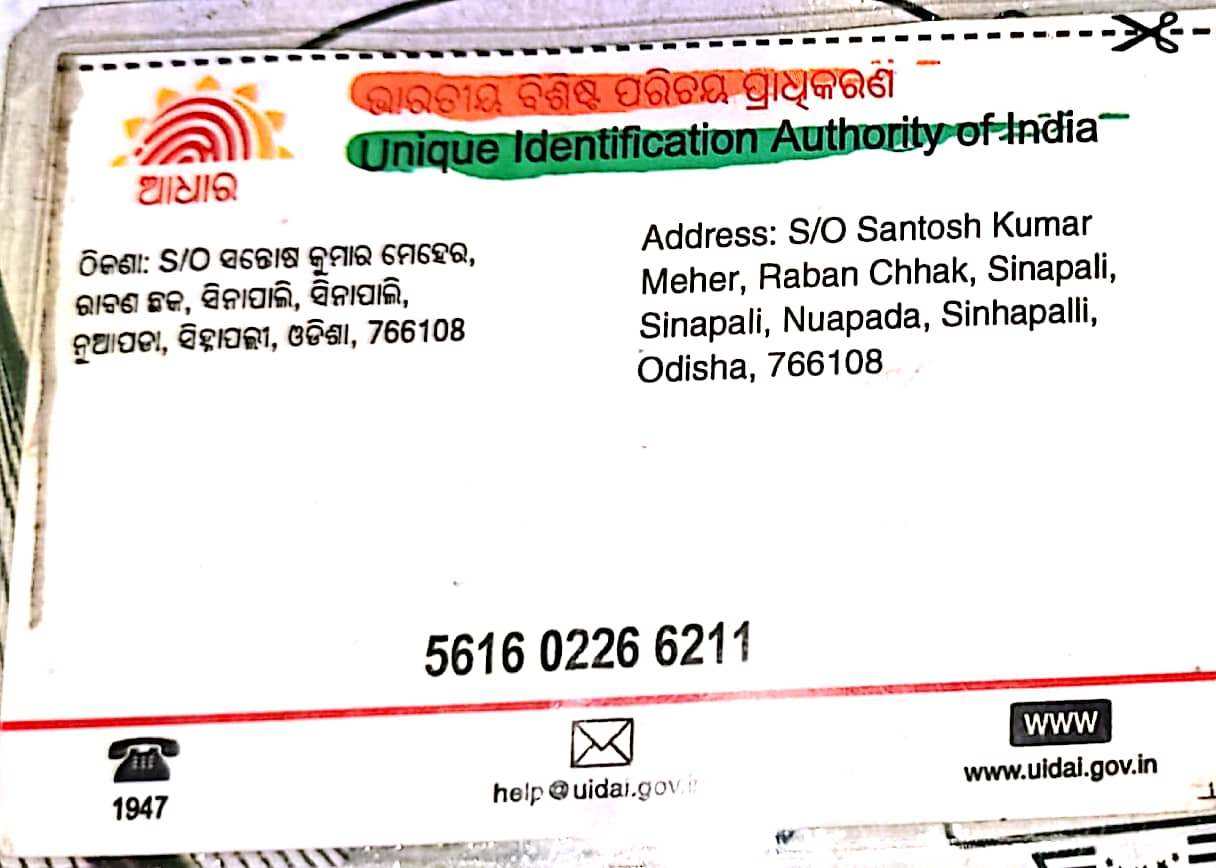 ଭାରତୀୟ ବିଶିଷ୍ଟ ପରିଚୟ ପ୍ରାଧିକରଣ
Unique Identification Authority of India
ଆଧାର
ଠିକଣା: S/O ସନ୍ତୋଷ କୁମାର ମେହେର,
ରାବଣ ଛକ, ସିନାପାଲି, ସିନାପାଲି,
ନୁଆପଡା, ସିହ୍ନାପଲ୍ଲୀ, ଓଡିଶା, 766108
Address: S/O Santosh Kumar
Meher, Raban Chhak, Sinapali,
Sinapali, Nuapada, Sinhapalli,
Odisha, 766108
5616 0226 6211
1947
help@uidai.gov.in
WWW
www.uidai.gov.in